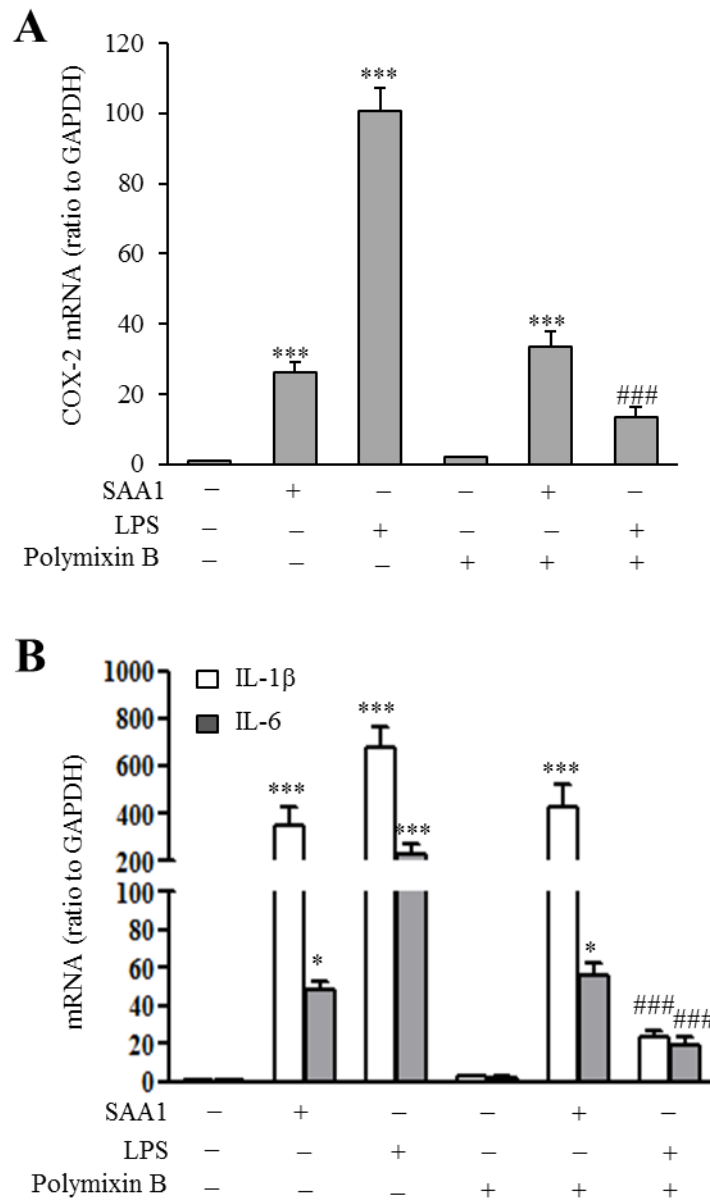 A
120
***
100
80
60
40
20
0
COX-2 mRNA (ratio to GAPDH)
***
***
###
SAA1 – + – – + –
LPS – – + – – +
Polymixin B – – – + + +
B
1000
800
600
400
200
100
80
60
40
20
0
mRNA (ratio to GAPDH)
IL-1β
IL-6
***
***
***
***
*
*
###
###
SAA1 – + – – + –
LPS – – + – – +
Polymixin B – – – + + +